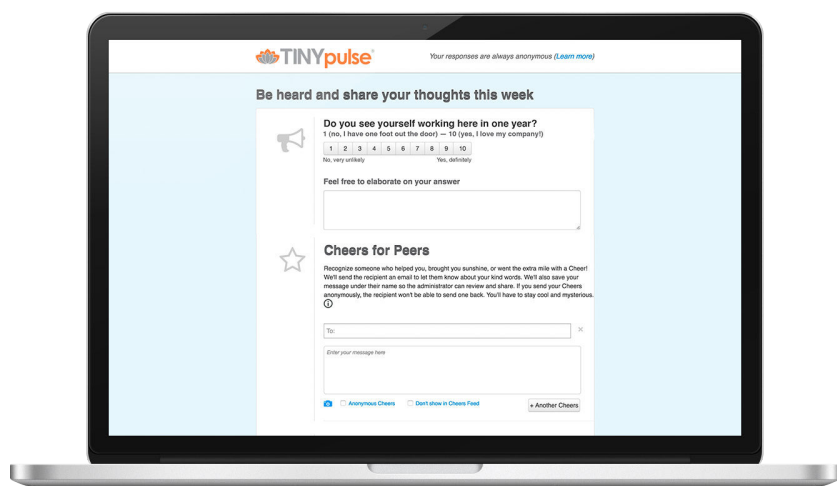 TINYpulse®
Your responses are always anonymous (Learn more)
Be heard and share your thoughts this week
Do you see yourself working here in one year?
1 (no, I have one foot out the door) — 10 (yes, I love my company!)
1 2 3 4 5 6 7 8 9 10
No, very unlikely Yes, definitely
Feel free to elaborate on your answer
Cheers for Peers
Recognize someone who helped you, brought you sunshine, or went the extra mile with a Cheer!
We'll send the recipient an email to let them know about your kind words. We'll also save your
message under their name so the administrator can review and share. If you send your Cheers
anonymously, the recipient won't be able to send one back. You'll have to stay cool and mysterious.
To:
Enter your message here
Anonymous Cheers Don't show in Cheers Feed + Another Cheers